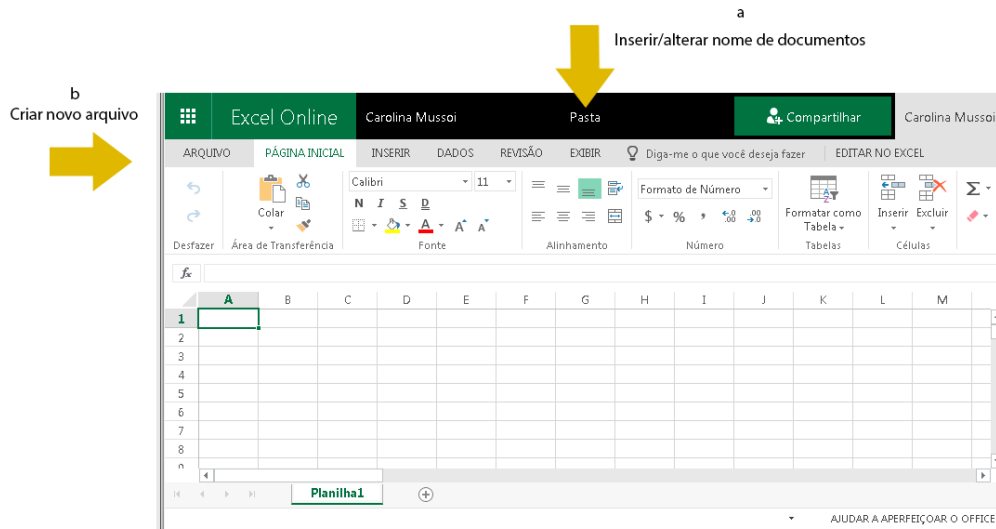 a
Inserir/alterar nome de documentos
b
Criar novo arquivo
Excel Online Carolina Mussoi Pasta Compartilhar Carolina Mussoi
ARQUIVO PÁGINA INICIAL INSERIR DADOS REVISÃO EXIBIR Diga-me o que você deseja fazer EDITAR NO EXCEL
Colar Calibri 11 Formato de Número Formatar como Tabela Inserir Excluir Σ
N I S D A A A $ % , ,00 ,00
Desfazer Área de Transferência Fonte Alinhamento Número Tabelas Células
fx
A B C D E F G H I J K L M
1
2
3
4
5
6
7
8
9
Planilha1
AJUDAR A APERFEIÇOAR O OFFICE